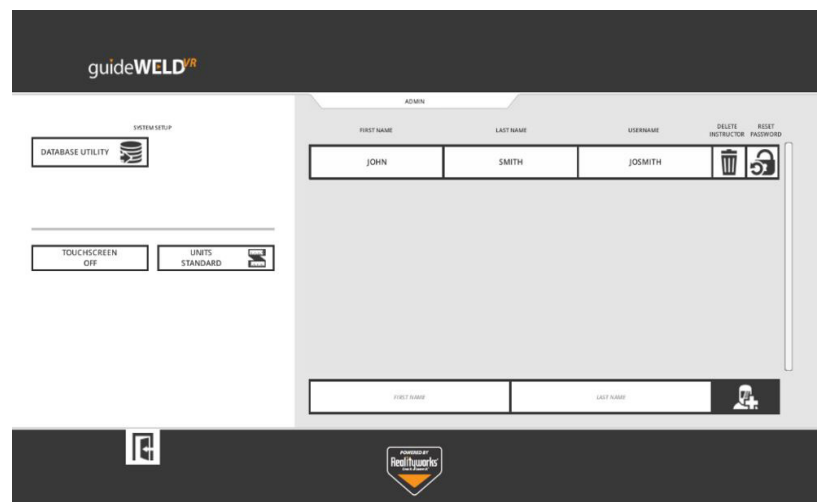 guideWELDVR
ADMIN
SYSTEM SETUP
DATABASE UTILITY
TOUCHSCREEN
OFF
UNITS
STANDARD
FIRST NAME LAST NAME USERNAME DELETE INSTRUCTOR RESET PASSWORD
JOHN SMITH JOSMITH
FIRST NAME LAST NAME
POWERED BY
Realityworks